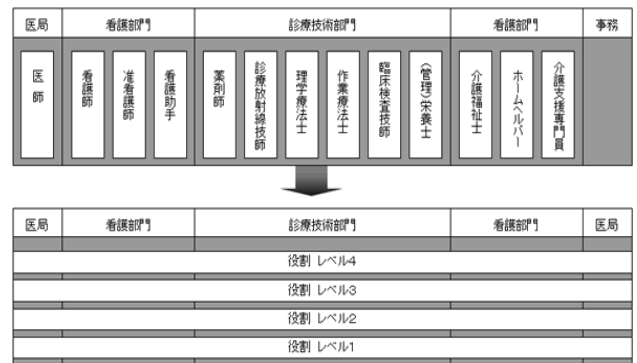 医局 看護部門 診療技術部門 看護部門 事務
医師
看護師
准看護師
看護助手
薬剤師
診療放射線技師
理学療法士
作業療法士
臨床検査技師
(管理)栄養士
介護福祉士
ホームヘルパー
介護支援専門員
医局 看護部門 診療技術部門 看護部門 医局
役割 レベル4
役割 レベル3
役割 レベル2
役割 レベル1